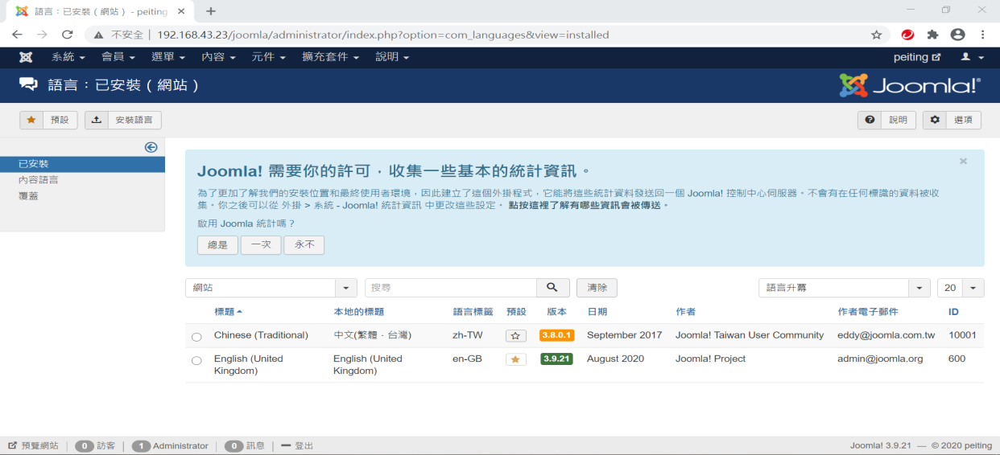 語言：已安裝（網站） - peiting
不安全 | 192.168.43.23/joomla/administrator/index.php?option=com_languages&view=installed
系統 會員 選單 內容 元件 擴充套件 說明 peiting
語言：已安裝（網站） Joomla!®
預設 安裝語言 說明 選項
已安裝
內容語言
覆蓋
Joomla! 需要你的許可，收集一些基本的統計資訊。
為了更加了解我們的安裝位置和最終使用者環境，因此建立了這個外掛程式，它能將這些統計資料發送回一個 Joomla! 控制中心伺服器。不會有在任何標識的資料被收
集。你之後可以從 外掛 > 系統 - Joomla! 統計資訊 中更改這些設定。 點按這裡了解有哪些資訊會被傳送。
啟用 Joomla 統計嗎？
總是 一次 永不
網站 搜尋 清除 語言升冪 20
標題 本地的標題 語言標籤 預設 版本 日期 作者 作者電子郵件 ID
Chinese (Traditional) 中文(繁體 - 台灣) zh-TW 3.8.0.1 September 2017 Joomla! Taiwan User Community eddy@joomla.com.tw 10001
English (United English (United en-GB 3.9.21 August 2020 Joomla! Project admin@joomla.org 600
Kingdom) Kingdom)
預覽網站 | 0 訪客 | 1 Administrator | 0 訊息 | 登出 Joomla! 3.9.21 — © 2020 peiting